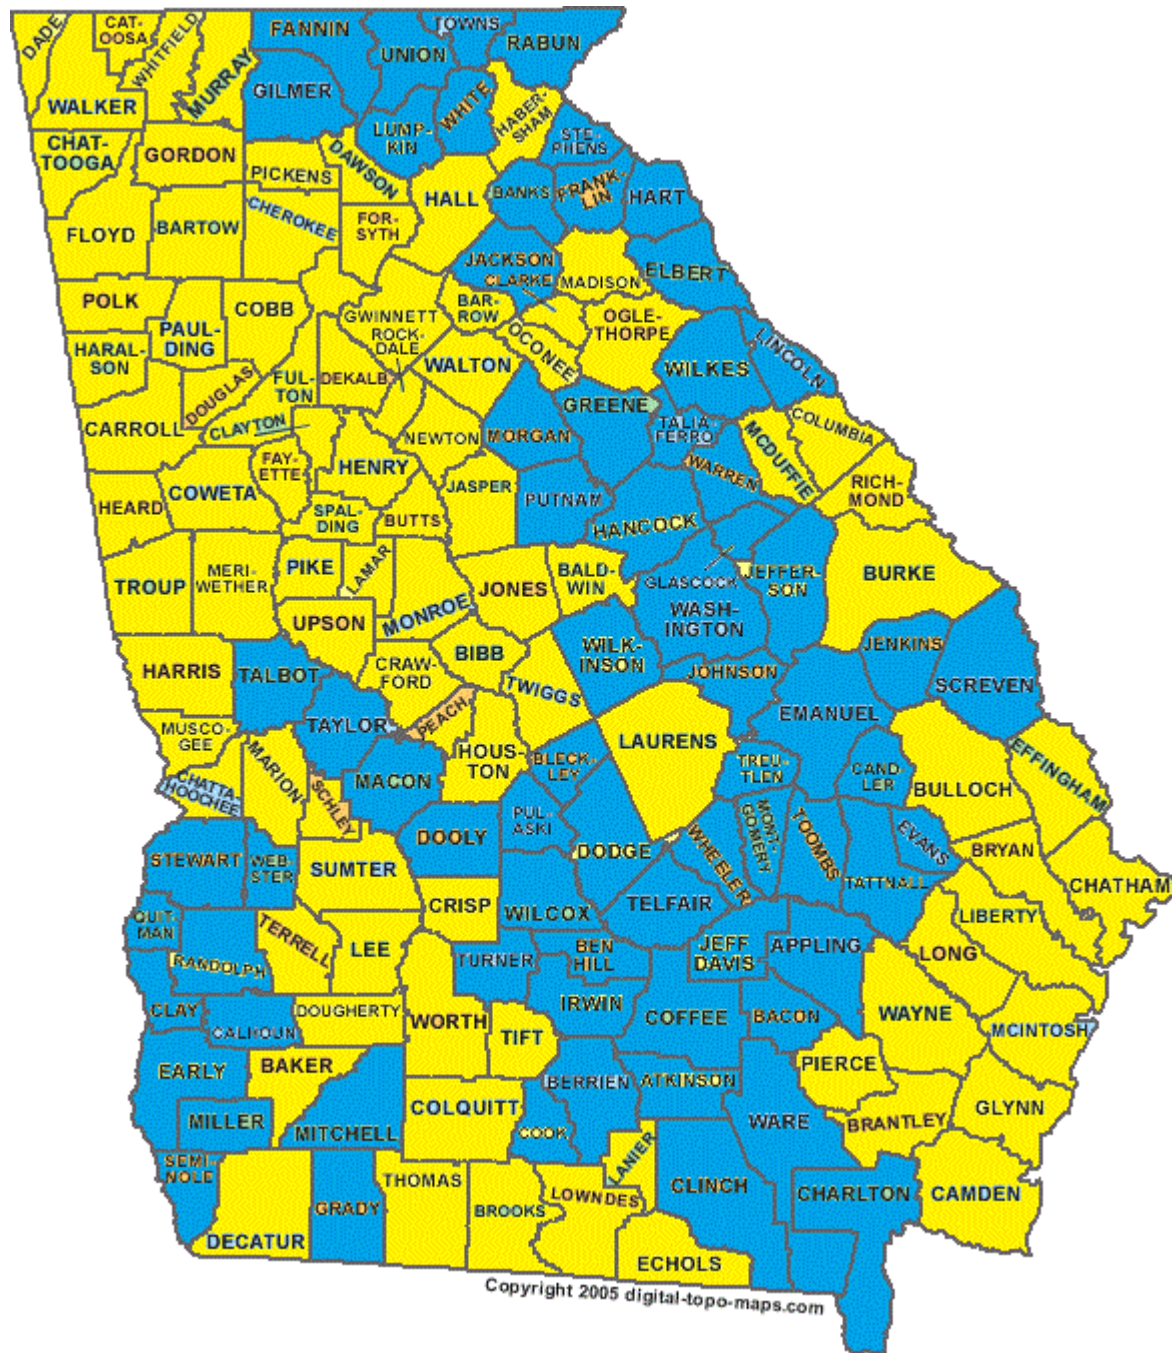 DADE
CAT-
OOSA
WHITFIELD
MURRAY
FANNIN
UNION
TOWNS
RABUN
WALKER
GILMER
LUMP-
KIN
WHITE
HABER-
SHAM
STE-
PHENS
CHAT-
TOOGA
GORDON
PICKENS
DAWSON
HALL
BANKS
FRANK-
LIN
HART
FLOYD
BARTOW
CHEROKEE
FOR-
SYTH
JACKSON
CLARKE
MADISON
ELBERT
POLK
PAUL-
DING
COBB
GWINNETT
ROCK-
DALE
BAR-
ROW
OCONEE
OGLE-
THORPE
HARAL-
SON
DOUGLAS
FUL-
TON
DEKALB
WALTON
WILKES
LINCOLN
CARROLL
CLAYTON
NEWTON
MORGAN
GREENE
TALIA-
FERRO
MCDUFFIE
COLUMBIA
FAY-
ETTE
HENRY
JASPER
PUTNAM
WARREN
RICH-
MOND
HEARD
COWETA
SPAL-
DING
BUTTS
HANCOCK
TROUP
MERI-
WETHER
PIKE
LAMAR
MONROE
JONES
BALD-
WIN
GLASCOCK
JEFFER-
SON
BURKE
WASH-
INGTON
UPSON
HARRIS
TALBOT
CRAW-
FORD
BIBB
TWIGGS
WILK-
INSON
JOHNSON
JENKINS
SCREVEN
MUSCO-
GEE
TAYLOR
PEACH
EMANUEL
CHATTA-
HOOCHEE
MARION
SCHLEY
MACON
HOUS-
TON
BLECK-
LEY
LAURENS
TREU-
TLEN
CAND-
LER
BULLOCH
EFFINGHAM
STEWART
WEB-
STER
SUMTER
DOOLY
PUL-
ASKI
DODGE
WHEELER
MONT-
GOMERY
TOOMBS
EVANS
TATTNALL
BRYAN
CHATHAM
QUIT-
MAN
RANDOLPH
TERRELL
LEE
CRISP
WILCOX
TELFAIR
JEFF
DAVIS
APPLING
LONG
LIBERTY
TURNER
BEN
HILL
CLAY
CALHOUN
DOUGHERTY
WORTH
TIFT
IRWIN
COFFEE
BACON
WAYNE
MCINTOSH
EARLY
BAKER
BERRIEN
ATKINSON
PIERCE
MILLER
MITCHELL
COLQUITT
COOK
WARE
BRANTLEY
GLYNN
SEMI-
NOLE
DECATUR
GRADY
THOMAS
BROOKS
LOWNDES
LANIER
CLINCH
CHARLTON
CAMDEN
ECHOLS
Copyright 2005 digital-topo-maps.com